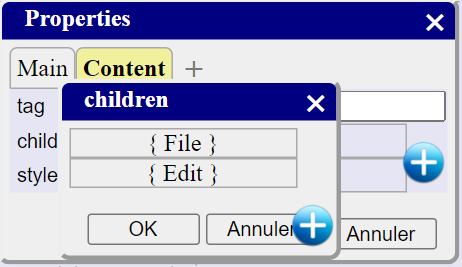 Properties
Main Content +
tag
children
child
{ File }
style
{ Edit }
OK Annuler
Annuler